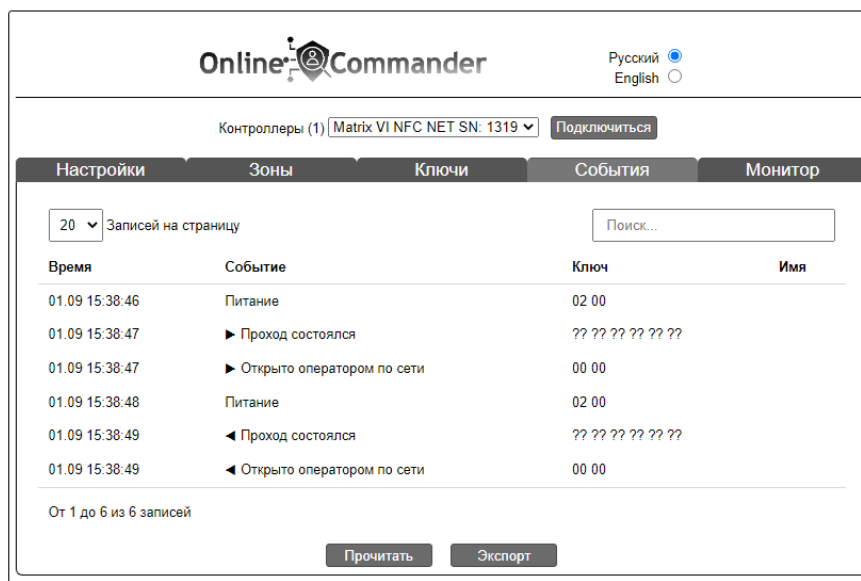 Online Commander
Русский
English
Контроллеры (1) Matrix VI NFC NET SN: 1319 Подключиться
Настройки Зоны Ключи События Монитор
20 Записей на страницу Поиск...
Время Событие Ключ Имя
01.09 15:38:46 Питание 02 00
01.09 15:38:47 ► Проход состоялся ?? ?? ?? ?? ?? ??
01.09 15:38:47 ► Открыто оператором по сети 00 00
01.09 15:38:48 Питание 02 00
01.09 15:38:49 ◄ Проход состоялся ?? ?? ?? ?? ?? ??
01.09 15:38:49 ◄ Открыто оператором по сети 00 00
От 1 до 6 из 6 записей
Прочитать Экспорт